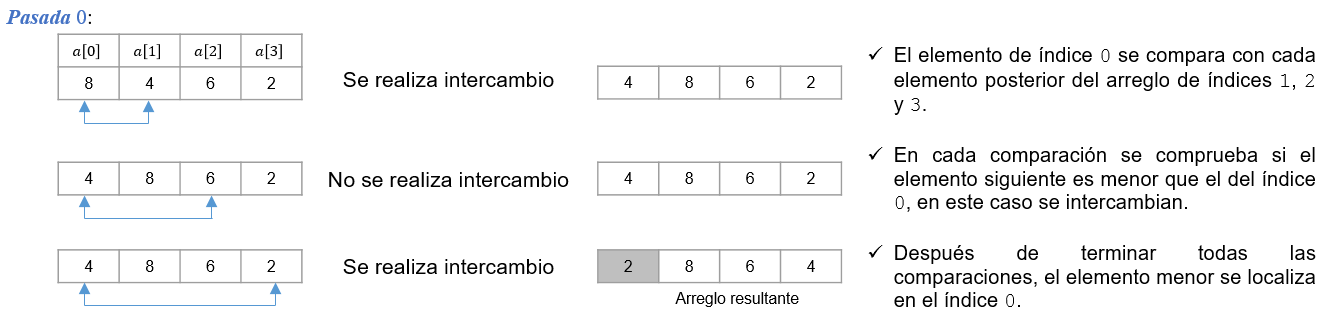 Pasada 0:
a[0] a[1] a[2] a[3]
8 4 6 2
Se realiza intercambio
4 8 6 2
✓ El elemento de índice 0 se compara con cada
elemento posterior del arreglo de índices 1, 2
y 3.
4 8 6 2
No se realiza intercambio
4 8 6 2
✓ En cada comparación se comprueba si el
elemento siguiente es menor que el del índice
0, en este caso se intercambian.
4 8 6 2
Se realiza intercambio
2 8 6 4
Arreglo resultante
✓ Después de terminar todas las
comparaciones, el elemento menor se localiza
en el índice 0.